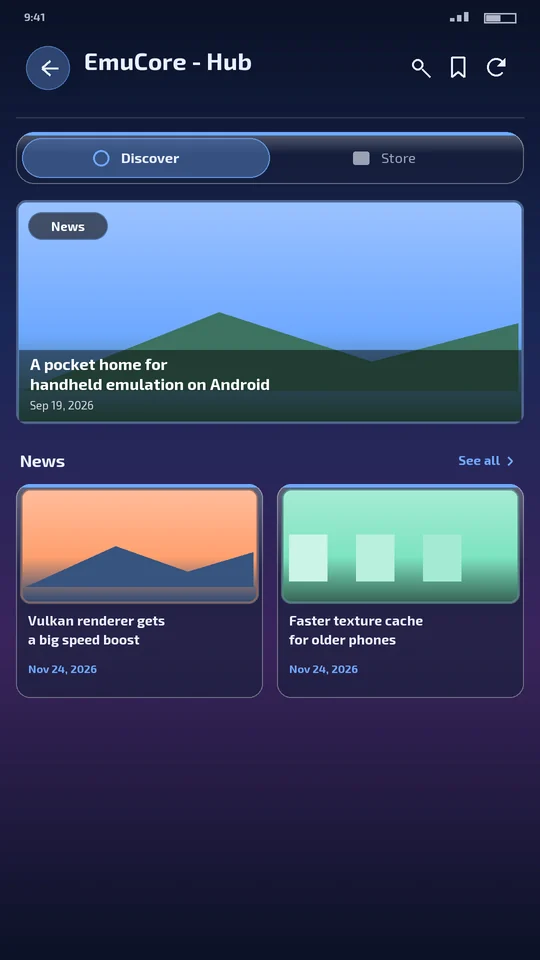 9:41
EmuCore - Hub
Discover
Store
News
A pocket home for
handheld emulation on Android
Sep 19, 2026
News
See all
Vulkan renderer gets
a big speed boost
Nov 24, 2026
Faster texture cache
for older phones
Nov 24, 2026